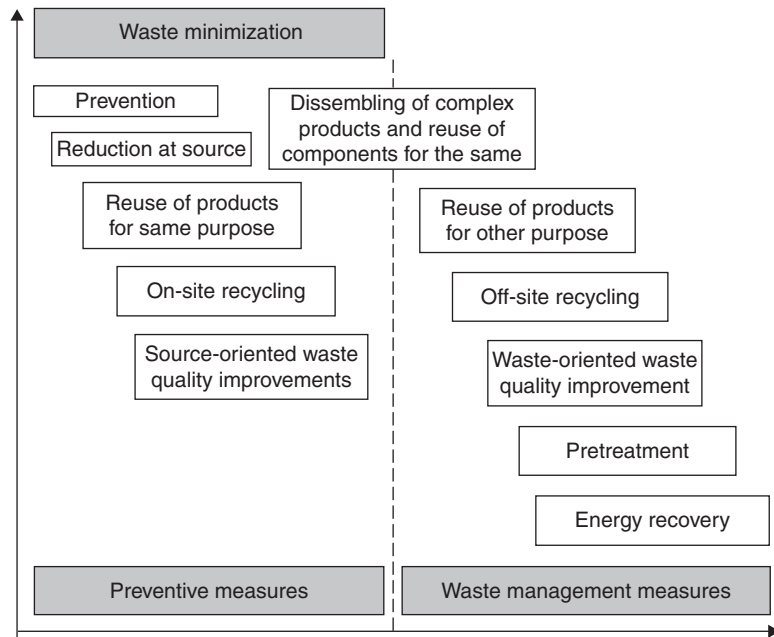 Waste minimization
Prevention
Reduction at source
Reuse of products
for same purpose
On-site recycling
Source-oriented waste
quality improvements
Dissembling of complex
products and reuse of
components for the same
Reuse of products
for other purpose
Off-site recycling
Waste-oriented waste
quality improvement
Pretreatment
Energy recovery
Preventive measures
Waste management measures